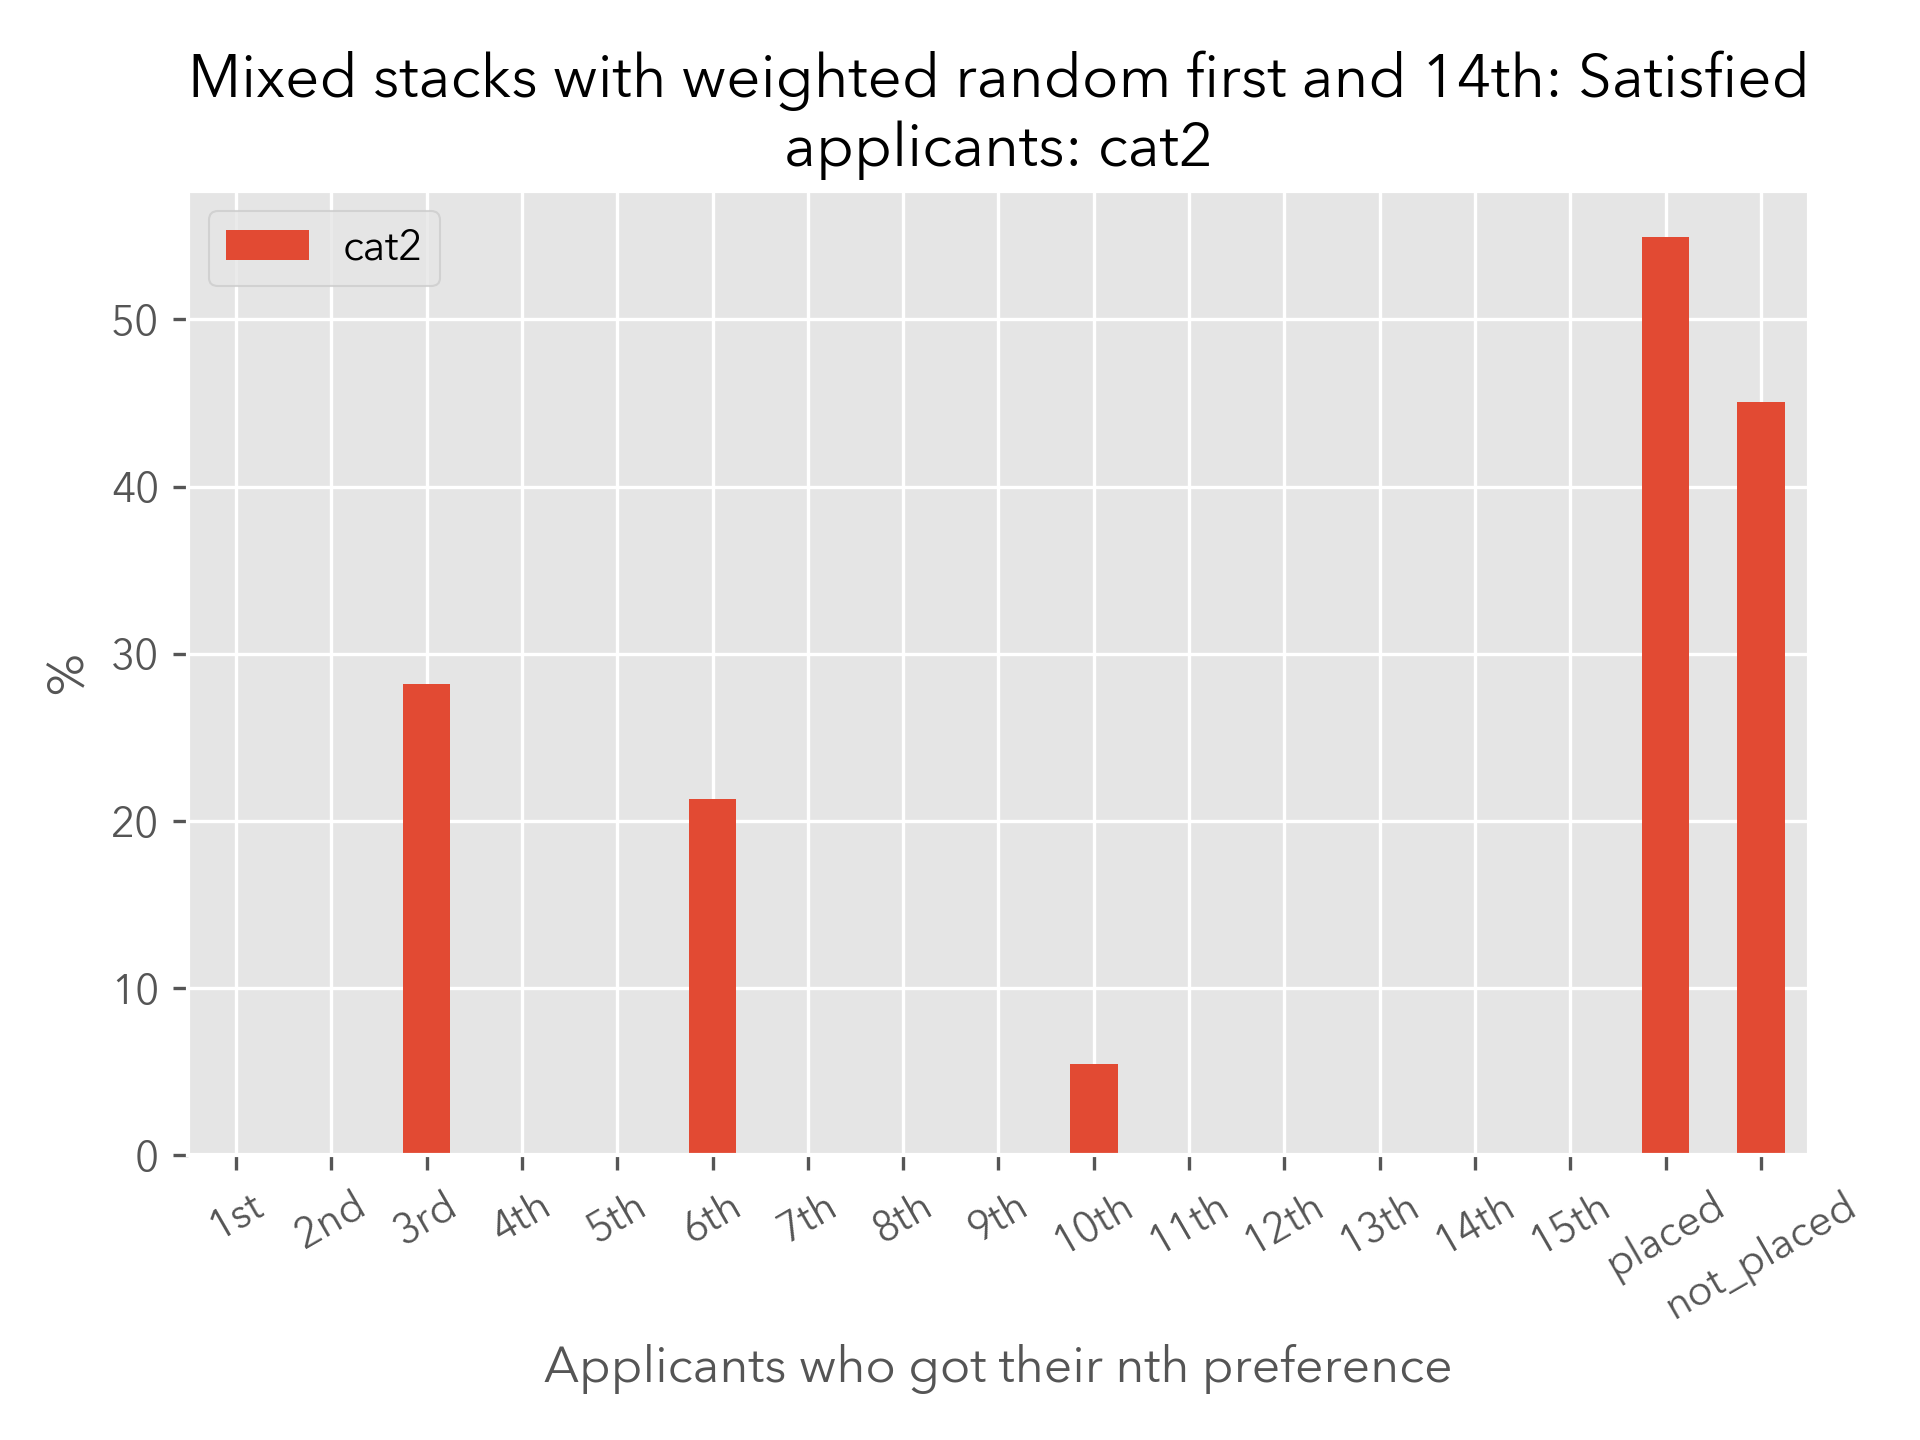 Mixed stacks with weighted random first and 14th: Satisfied
applicants: cat2
cat2
50
40
30
20
10
0
%
1st 2nd 3rd 4th 5th 6th 7th 8th 9th 10th 11th 12th 13th 14th 15th placed not_placed
Applicants who got their nth preference